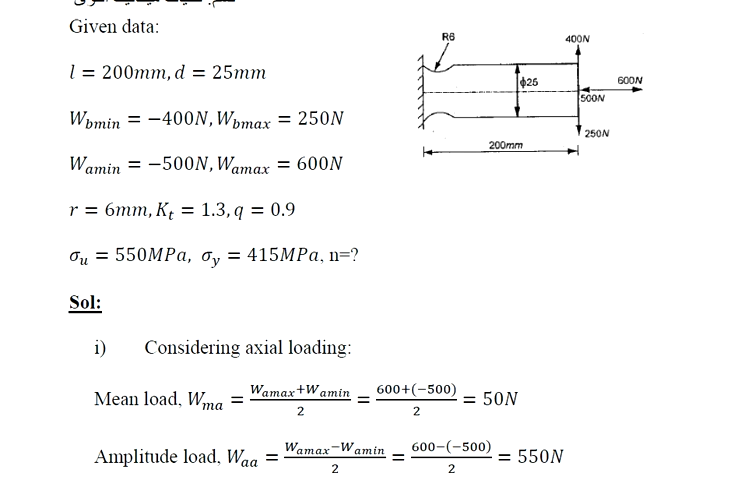 Given data:
l = 200mm, d = 25mm
W_bmin = −400N, W_bmax = 250N
W_amin = −500N, W_amax = 600N
r = 6mm, K_t = 1.3, q = 0.9
σ_u = 550MPa, σ_y = 415MPa, n=?
R6
400N
ϕ25
600N
500N
250N
200mm
Sol:
i) Considering axial loading:
Mean load, W_ma = (W_amax+W_amin)/2 = (600+(−500))/2 = 50N
Amplitude load, W_aa = (W_amax−W_amin)/2 = (600−(−500))/2 = 550N